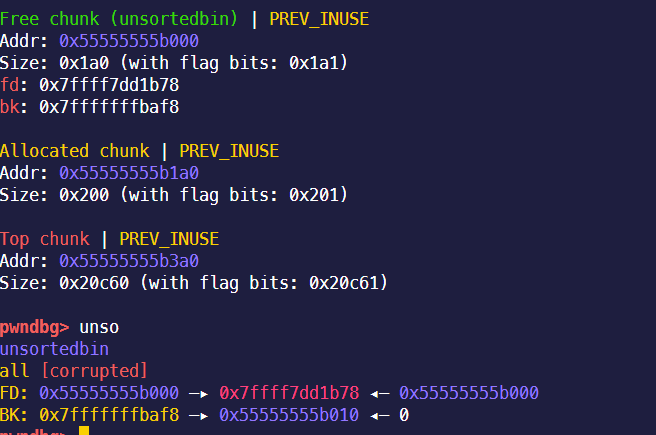 Free chunk (unsortedbin) | PREV_INUSE
Addr: 0x55555555b000
Size: 0x1a0 (with flag bits: 0x1a1)
fd: 0x7ffff7dd1b78
bk: 0x7fffffffbaf8

Allocated chunk | PREV_INUSE
Addr: 0x55555555b1a0
Size: 0x200 (with flag bits: 0x201)

Top chunk | PREV_INUSE
Addr: 0x55555555b3a0
Size: 0x20c60 (with flag bits: 0x20c61)

pwndbg> unso
unsortedbin
all [corrupted]
FD: 0x55555555b000 —▸ 0x7ffff7dd1b78 ◂— 0x55555555b000
BK: 0x7fffffffbaf8 —▸ 0x55555555b010 ◂— 0
pwndbg>